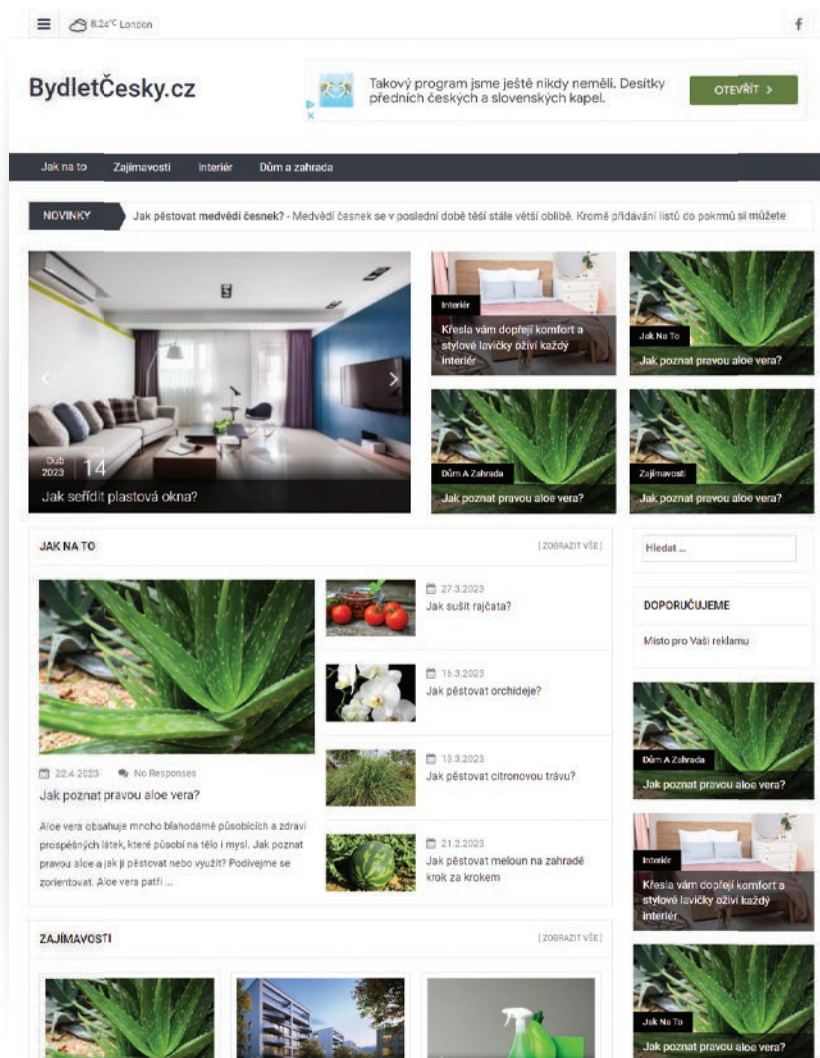 8.24°C London
BydletČesky.cz
Takový program jsme ještě nikdy neměli. Desítky
předních českých a slovenských kapel.
OTEVŘÍT >
Jak na to Zajímavosti Interiér Dům a zahrada
NOVINKY
Jak pěstovat medvědí česnek? - Medvědí česnek se v poslední době těší stále větší oblibě. Kromě přidávání listů do pokrmů si můžete
Dub
2023
14
Jak seřídit plastová okna?
Interiér
Křesla vám dopřejí komfort a
stylové lavičky oživí každý
interiér
Jak Na To
Jak poznat pravou aloe vera?
Dům A Zahrada
Jak poznat pravou aloe vera?
Zajímavosti
Jak poznat pravou aloe vera?
JAK NA TO
[ ZOBRAZIT VŠE ]
22.4.2023 No Responses
Jak poznat pravou aloe vera?
Aloe vera obsahuje mnoho blahodárně působících a zdraví
prospěšných látek, které působí na tělo i mysl. Jak poznat
pravou aloe a jak ji pěstovat nebo využít? Podívejme se
zorientovat. Aloe vera patří ...
27.3.2023
Jak sušit rajčata?
16.3.2023
Jak pěstovat orchideje?
13.3.2023
Jak pěstovat citronovou trávu?
21.2.2023
Jak pěstovat meloun na zahradě
krok za krokem
ZAJÍMAVOSTI
[ ZOBRAZIT VŠE ]
Hledat ...
DOPORUČUJEME
Místo pro Vaši reklamu
Dům A Zahrada
Jak poznat pravou aloe vera?
Interiér
Křesla vám dopřejí komfort a
stylové lavičky oživí každý
interiér
Jak Na To
Jak poznat pravou aloe vera?